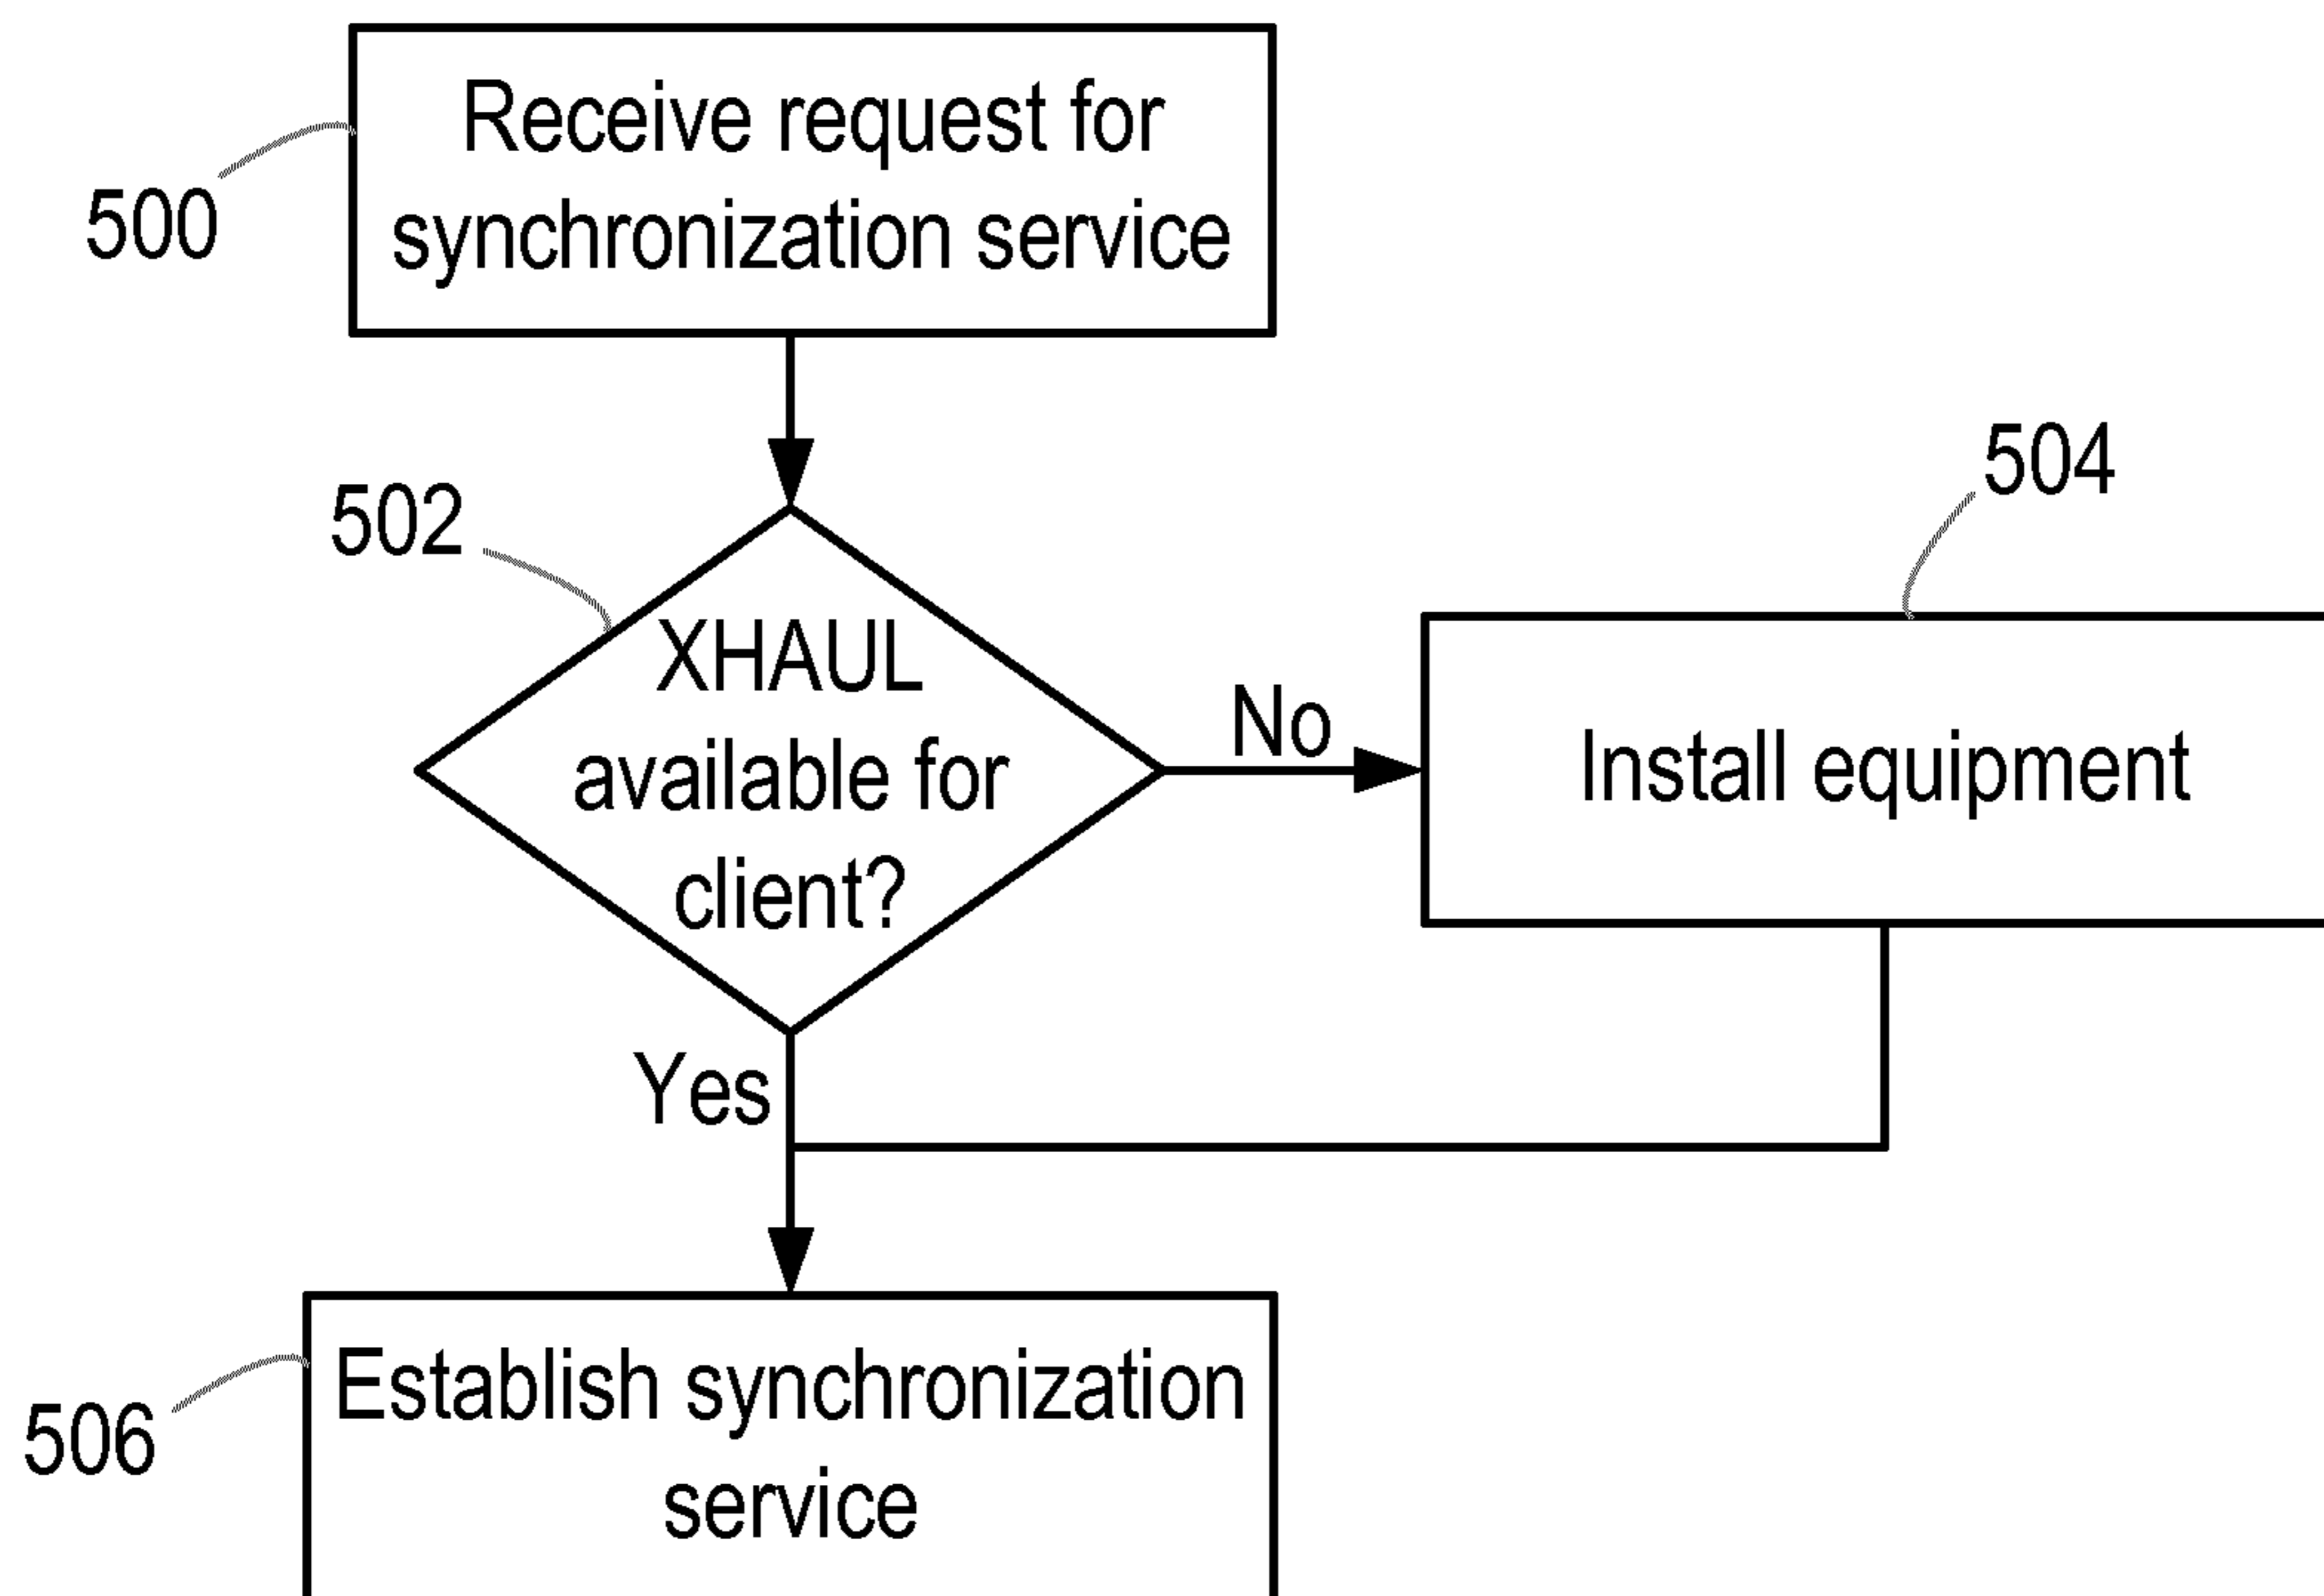 Receive request for
synchronization service
500
502
XHAUL
available for
client?
No
504
Install equipment
Yes
Establish synchronization
service
506